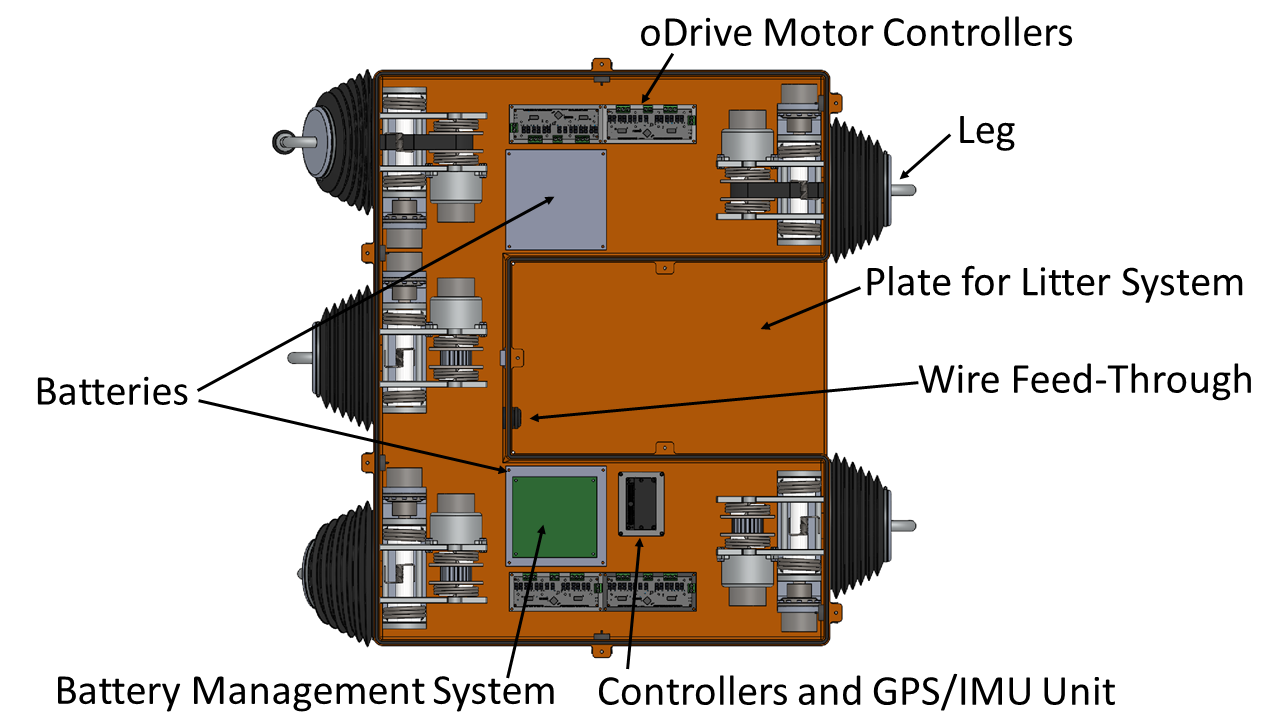 oDrive Motor Controllers
Leg
Plate for Litter System
Wire Feed-Through
Batteries
Battery Management System
Controllers and GPS/IMU Unit